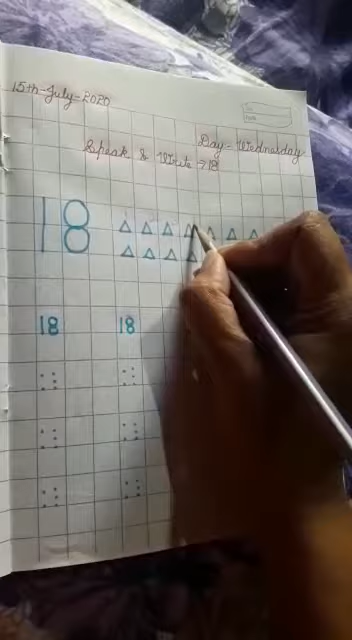 15th-July-2020
Day- Wednesday
Speak & Write → 18
18
18 18